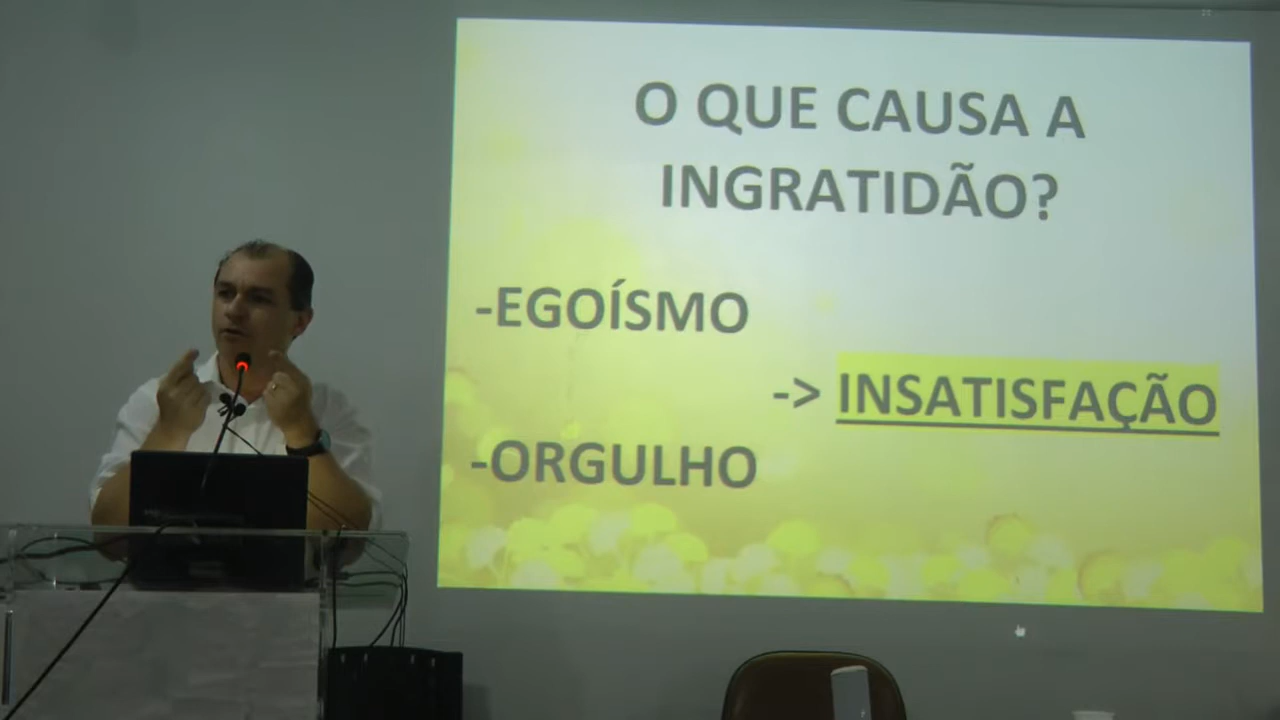 O QUE CAUSA A
INGRATIDÃO?
-EGOÍSMO
-> INSATISFAÇÃO
-ORGULHO